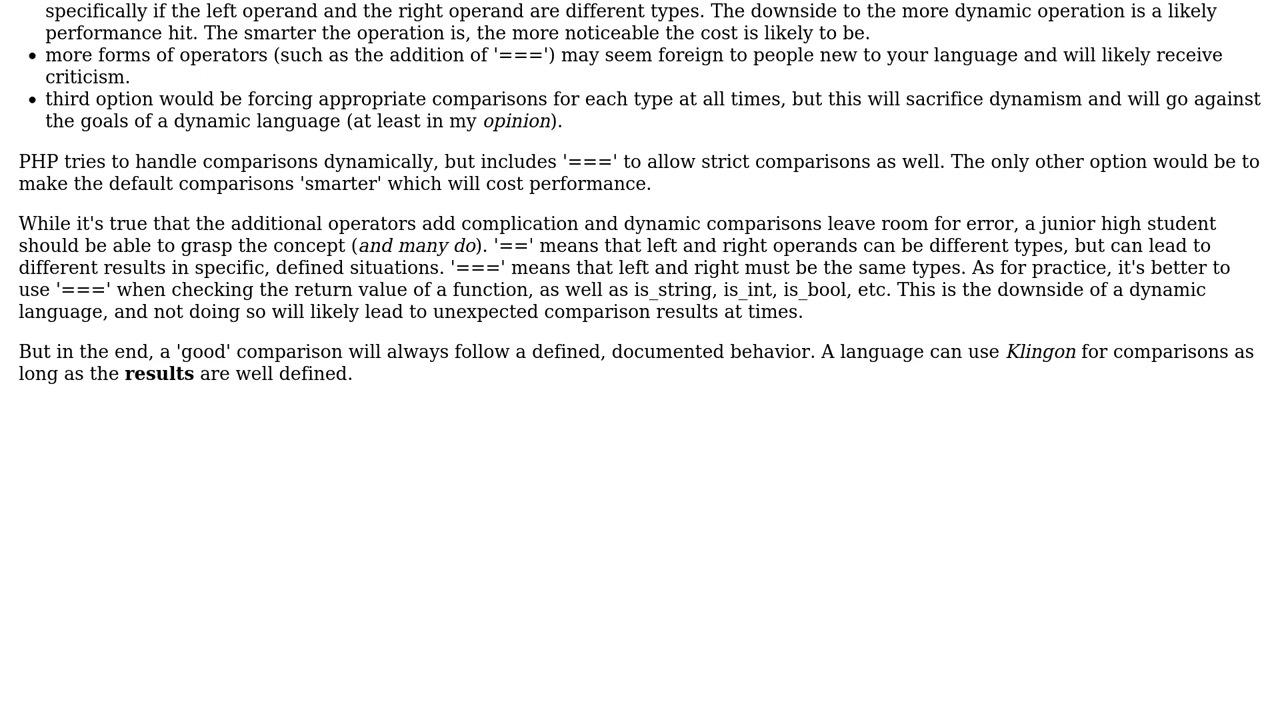 specifically if the left operand and the right operand are different types. The downside to the more dynamic operation is a likely
performance hit. The smarter the operation is, the more noticeable the cost is likely to be.
• more forms of operators (such as the addition of '===') may seem foreign to people new to your language and will likely receive
criticism.
• third option would be forcing appropriate comparisons for each type at all times, but this will sacrifice dynamism and will go against
the goals of a dynamic language (at least in my opinion).
PHP tries to handle comparisons dynamically, but includes '===' to allow strict comparisons as well. The only other option would be to
make the default comparisons 'smarter' which will cost performance.
While it's true that the additional operators add complication and dynamic comparisons leave room for error, a junior high student
should be able to grasp the concept (and many do). '==' means that left and right operands can be different types, but can lead to
different results in specific, defined situations. '===' means that left and right must be the same types. As for practice, it's better to
use '===' when checking the return value of a function, as well as is_string, is_int, is_bool, etc. This is the downside of a dynamic
language, and not doing so will likely lead to unexpected comparison results at times.
But in the end, a 'good' comparison will always follow a defined, documented behavior. A language can use Klingon for comparisons as
long as the results are well defined.